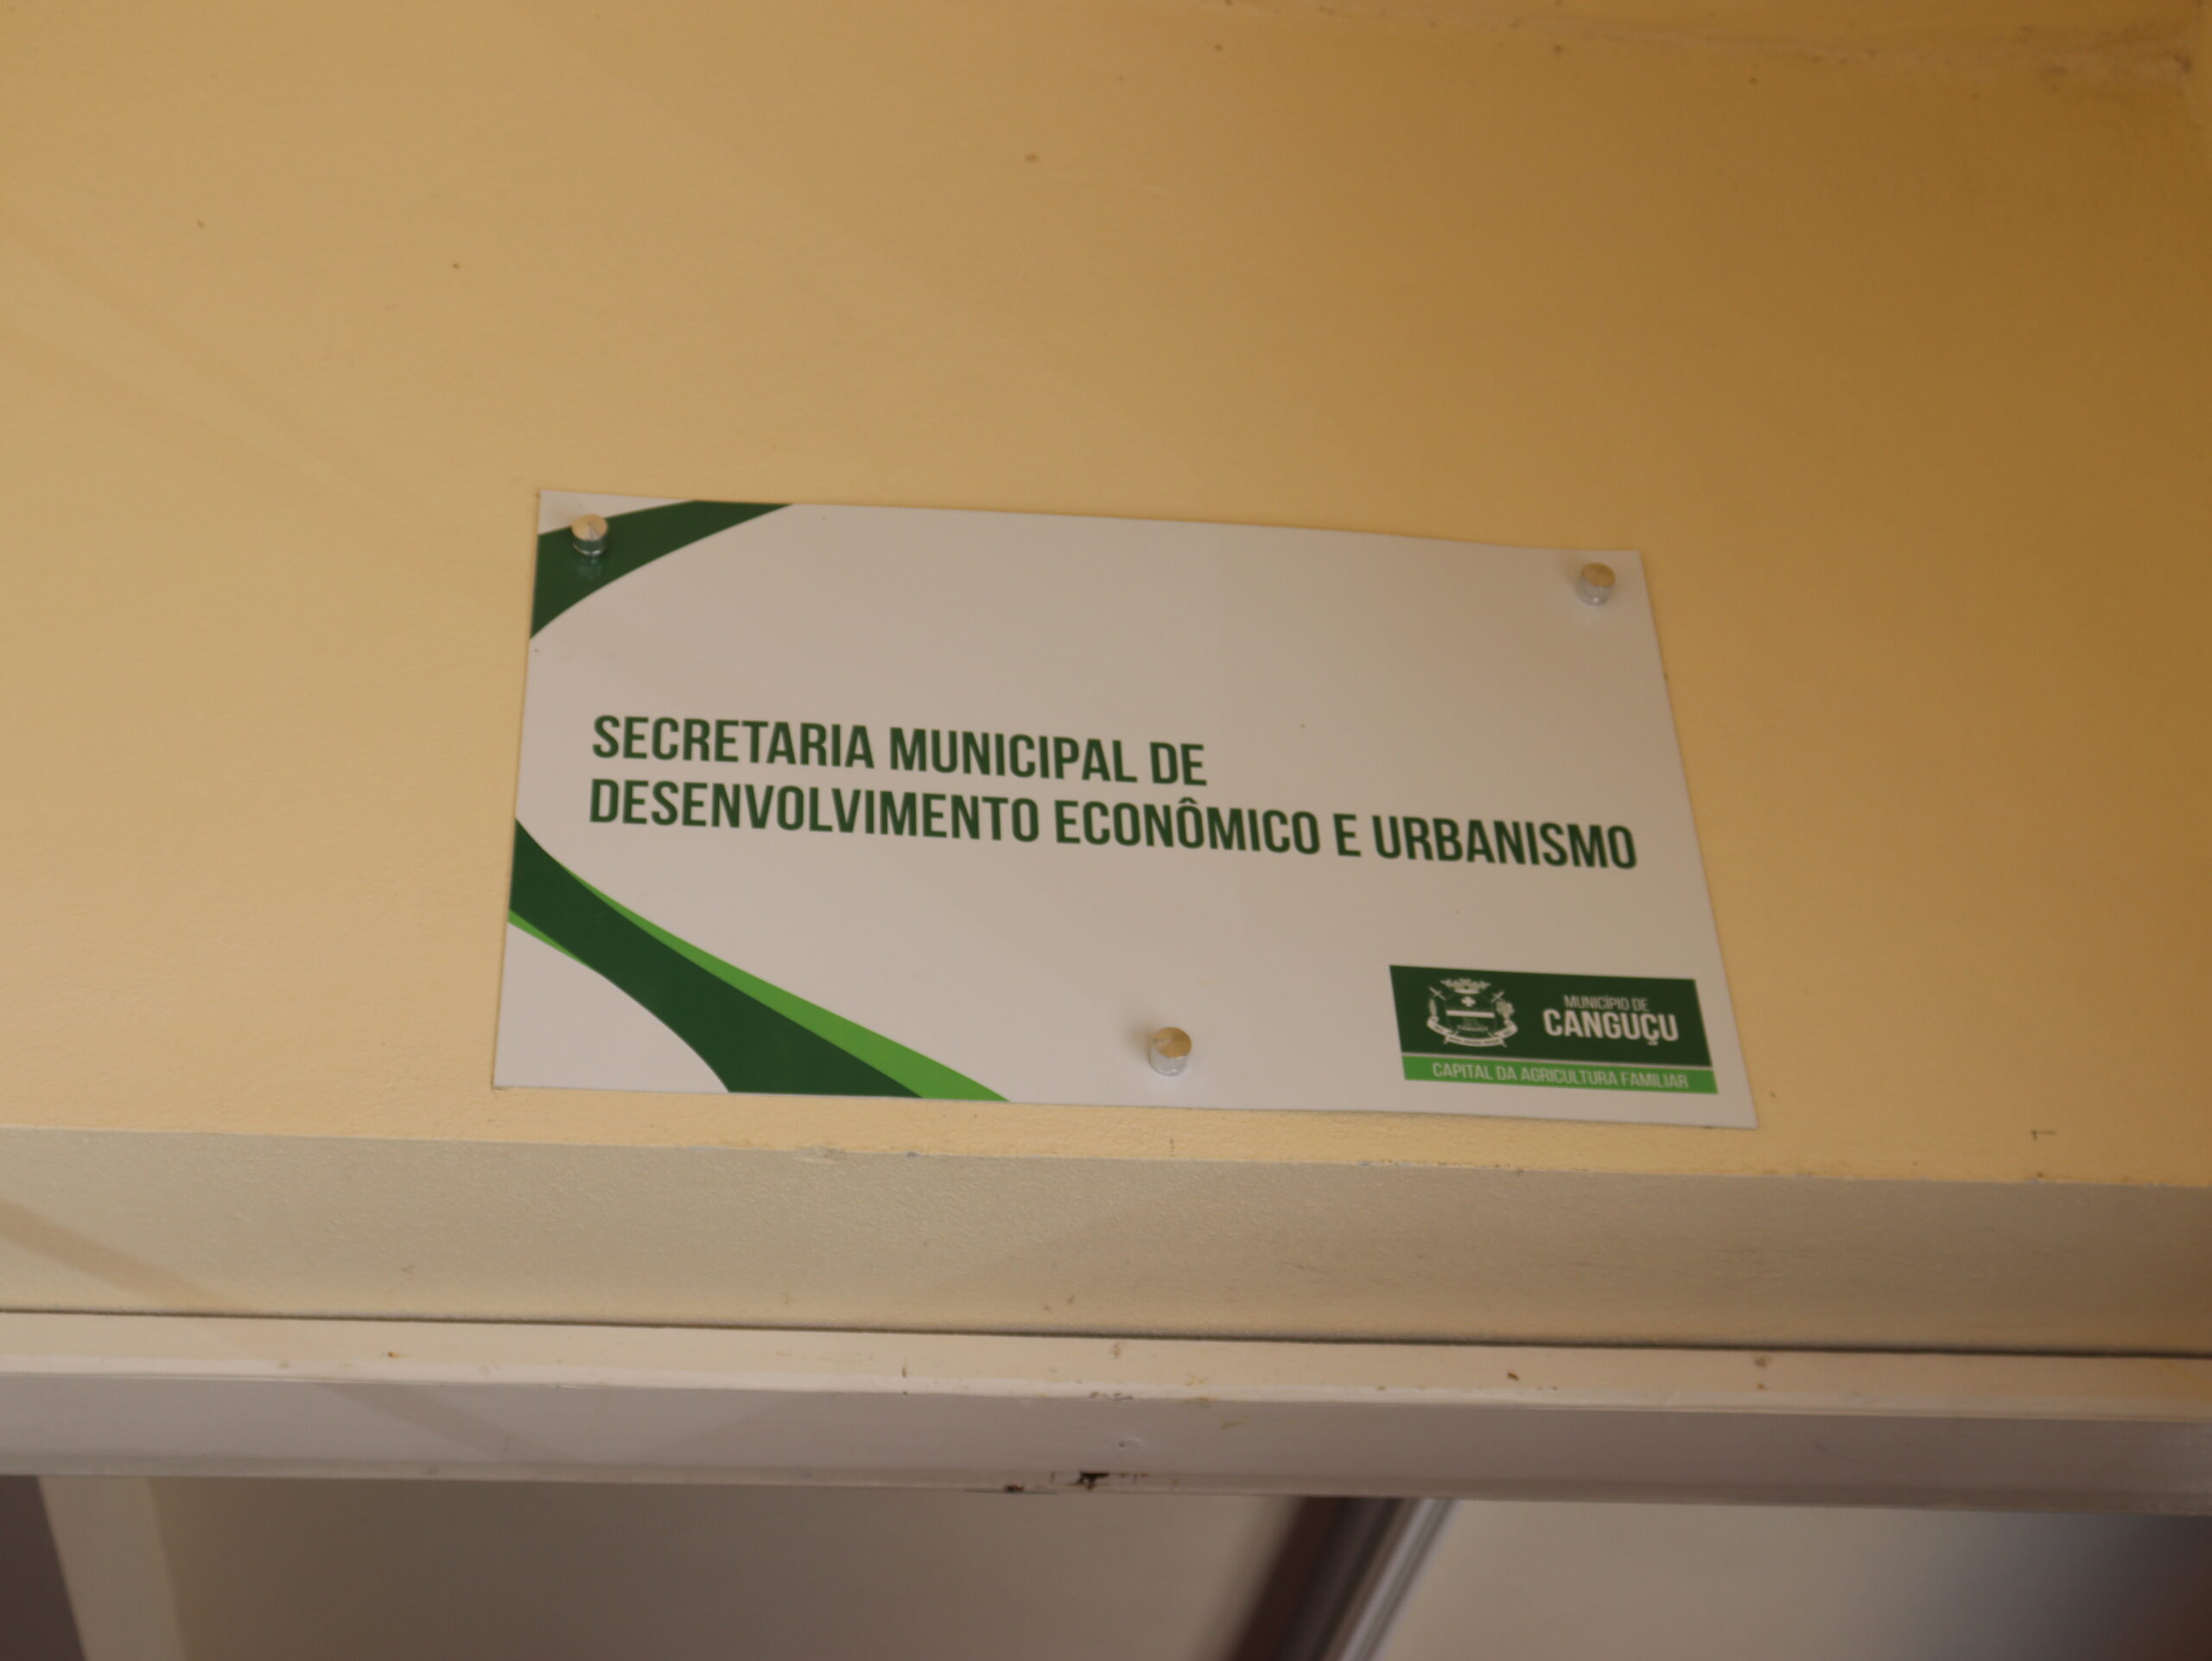 SECRETARIA MUNICIPAL DE
DESENVOLVIMENTO ECONÔMICO E URBANISMO
MUNICÍPIO DE
CANGUÇU
CAPITAL DA AGRICULTURA FAMILIAR